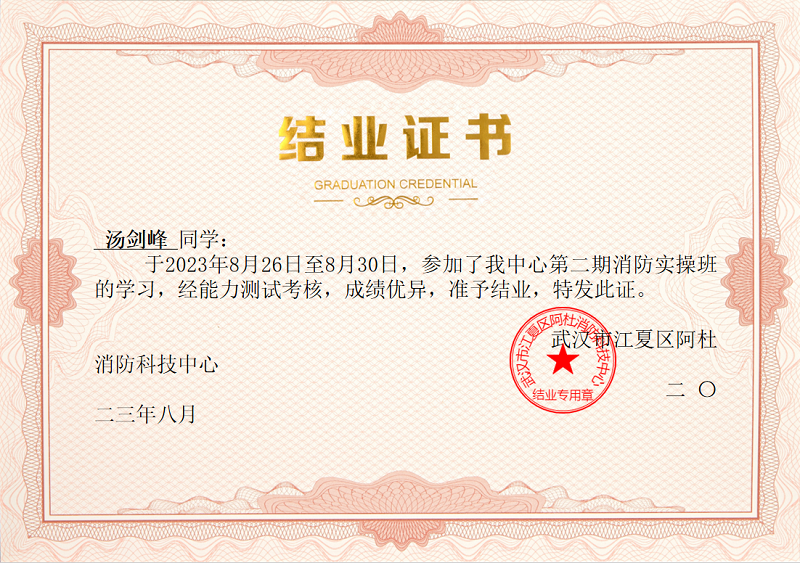 结业证书
GRADUATION CREDENTIAL
汤剑峰 同学：
于2023年8月26日至8月30日，参加了我中心第二期消防实操班
的学习，经能力测试考核，成绩优异，准予结业，特发此证。
武汉市江夏区阿杜
消防科技中心
二 〇
二三年八月
武汉市江夏区阿杜消防科技中心
结业专用章